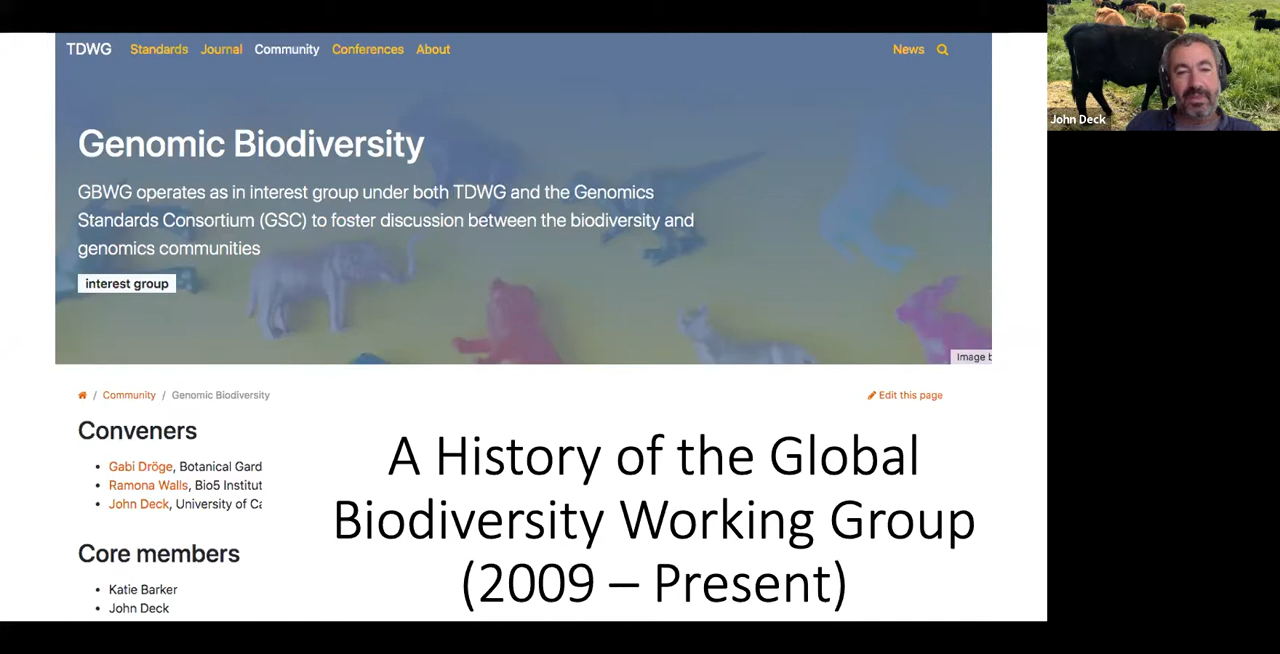 TDWG Standards Journal Community Conferences About News
Genomic Biodiversity
GBWG operates as in interest group under both TDWG and the Genomics
Standards Consortium (GSC) to foster discussion between the biodiversity and
genomics communities
interest group
Image b
John Deck
/ Community / Genomic Biodiversity
Edit this page
Conveners
• Gabi Dröge, Botanical Gard
• Ramona Walls, Bio5 Institut
• John Deck, University of Ca
Core members
• Katie Barker
• John Deck
A History of the Global
Biodiversity Working Group
(2009 – Present)